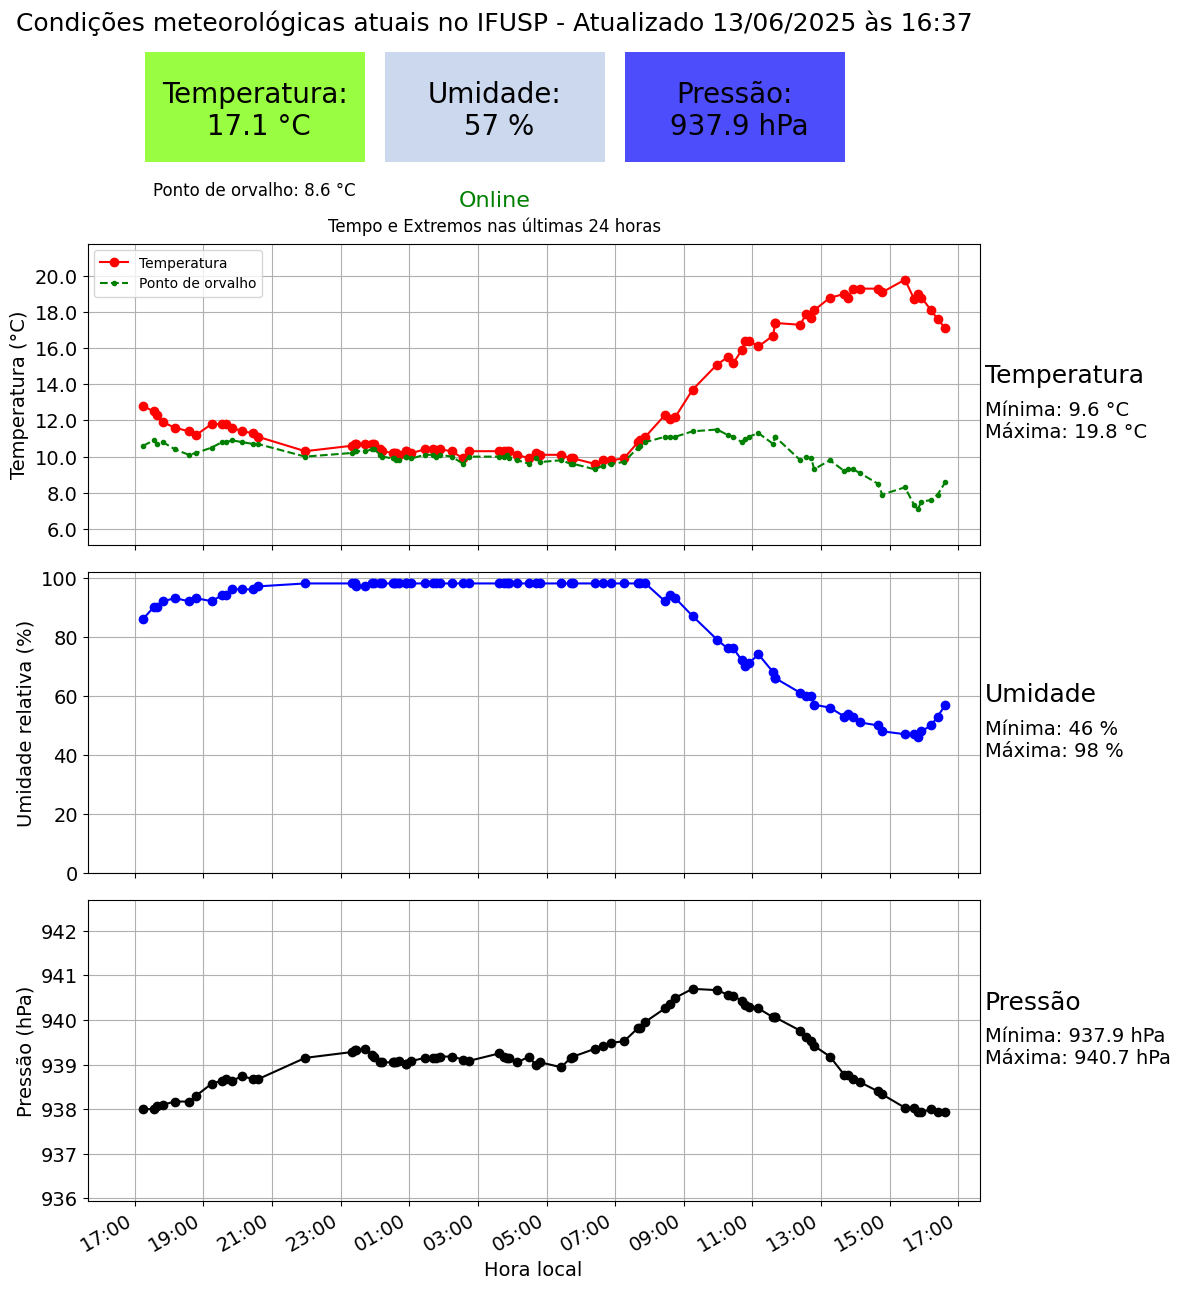 Condições meteorológicas atuais no IFUSP - Atualizado 13/06/2025 às 16:37
Temperatura:
17.1 °C
Umidade:
57 %
Pressão:
937.9 hPa
Ponto de orvalho: 8.6 °C
Online
Tempo e Extremos nas últimas 24 horas
Temperatura
Ponto de orvalho
Temperatura (°C)
20.0
18.0
16.0
14.0
12.0
10.0
8.0
6.0
Temperatura
Mínima: 9.6 °C
Máxima: 19.8 °C
Umidade relativa (%)
100
80
60
40
20
0
Umidade
Mínima: 46 %
Máxima: 98 %
Pressão (hPa)
942
941
940
939
938
937
936
Pressão
Mínima: 937.9 hPa
Máxima: 940.7 hPa
17:00 19:00 21:00 23:00 01:00 03:00 05:00 07:00 09:00 11:00 13:00 15:00 17:00
Hora local